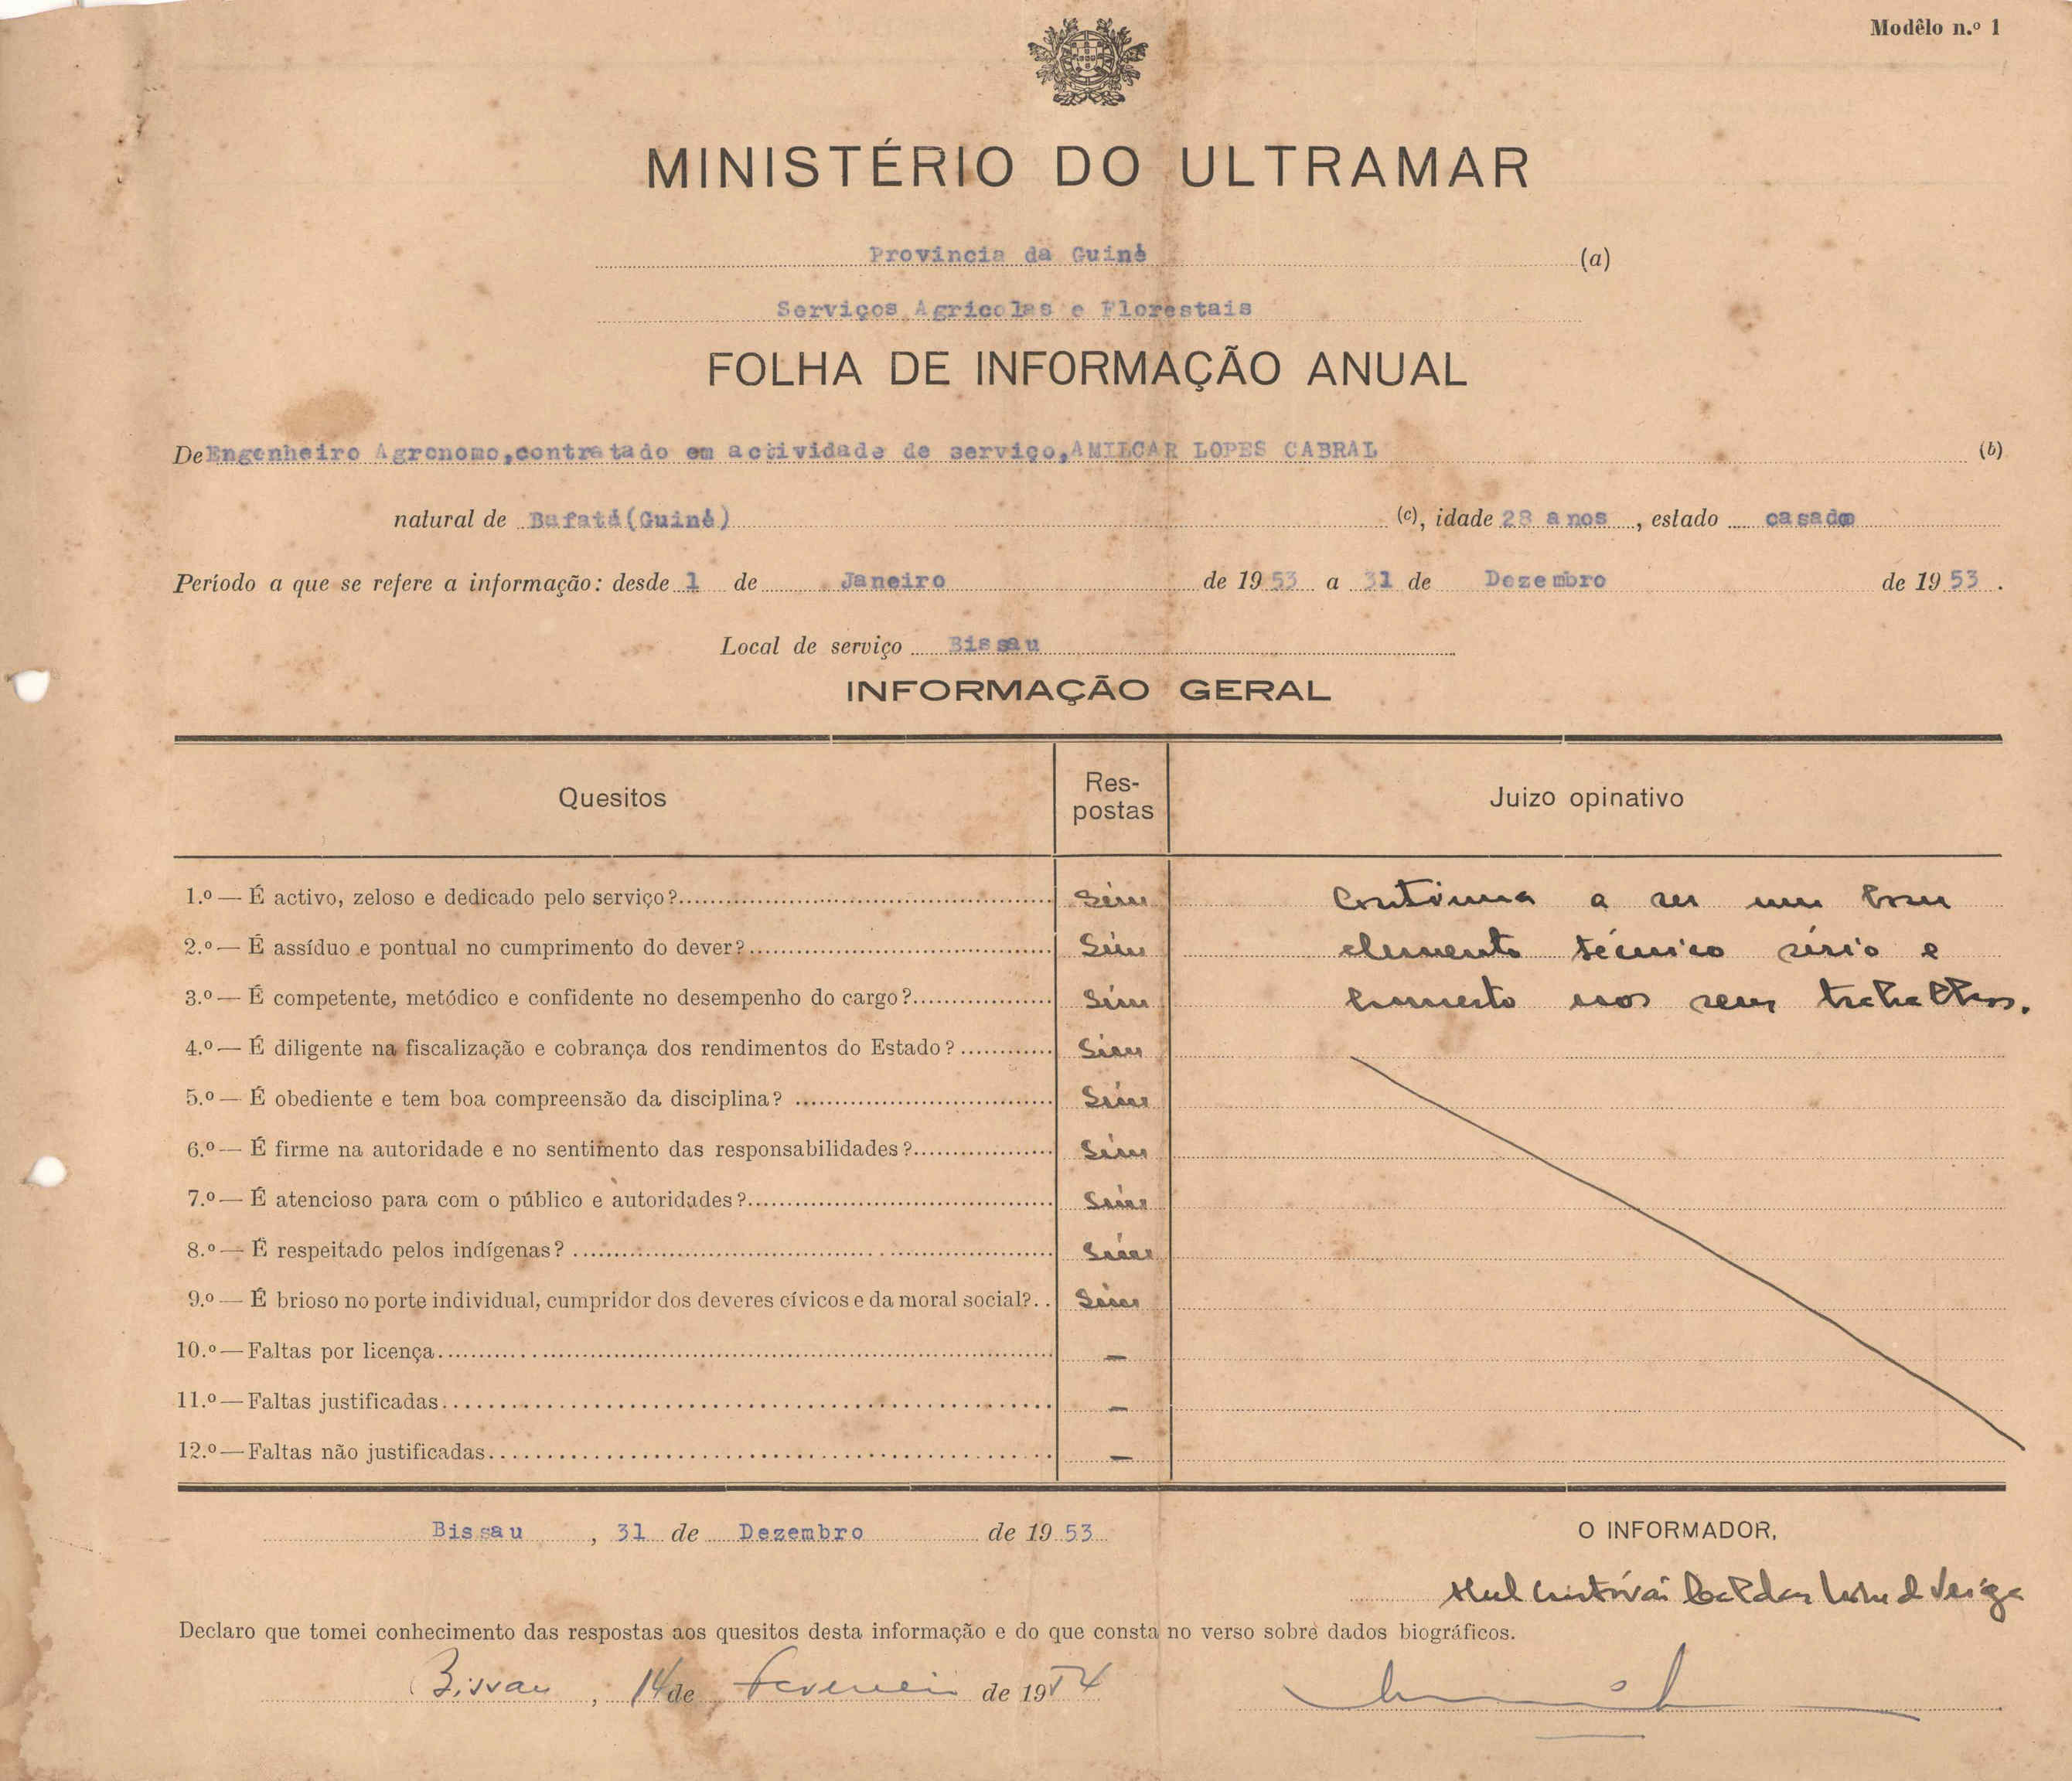 Modêlo n.º 1
MINISTÉRIO DO ULTRAMAR
Provincia da Guiné (a)
Serviços Agricolas e Florestais
FOLHA DE INFORMAÇÃO ANUAL
De Engenheiro Agronomo,contratado em actividade de serviço,AMILCAR LOPES CABRAL (b)
natural de Bafatá(Guiné) (c), idade 28 anos, estado casado
Período a que se refere a informação: desde 1 de Janeiro de 1953 a 31 de Dezembro de 1953.
Local de serviço Bissau
INFORMAÇÃO GERAL
Quesitos Res-postas Juizo opinativo
1.º — É activo, zeloso e dedicado pelo serviço? Sim Continua a ser um bom
2.º — É assíduo e pontual no cumprimento do dever? Sim elemento técnico sério e
3.º — É competente, metódico e confidente no desempenho do cargo? Sim honesto nos seus trabalhos.
4.º — É diligente na fiscalização e cobrança dos rendimentos do Estado? Sim
5.º — É obediente e tem boa compreensão da disciplina? Sim
6.º — É firme na autoridade e no sentimento das responsabilidades? Sim
7.º — É atencioso para com o público e autoridades? Sim
8.º — É respeitado pelos indígenas? Sim
9.º — É brioso no porte individual, cumpridor dos deveres cívicos e da moral social? Sim
10.º — Faltas por licença —
11.º — Faltas justificadas —
12.º — Faltas não justificadas —
Bissau, 31 de Dezembro de 1953
O INFORMADOR,
Caldas
Declaro que tomei conhecimento das respostas aos quesitos desta informação e do que consta no verso sobre dados biográficos.
Bissau, 14 de Fevereiro de 1954